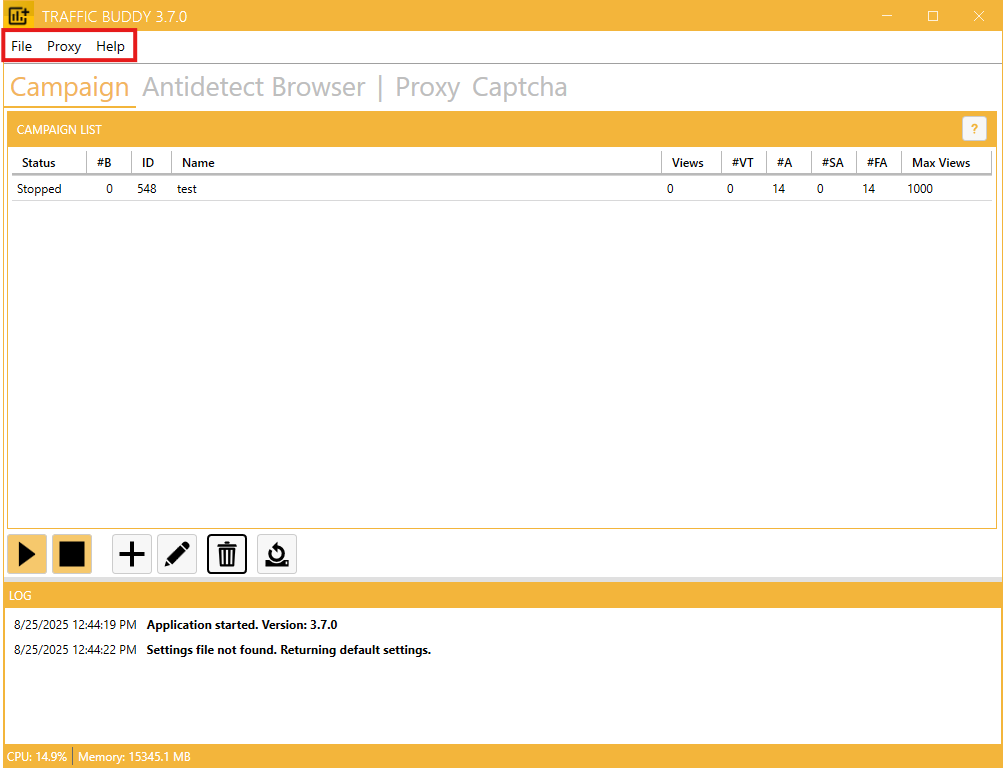 TRAFFIC BUDDY 3.7.0
File Proxy Help
Campaign Antidetect Browser | Proxy Captcha
CAMPAIGN LIST ?
Status #B ID Name Views #VT #A #SA #FA Max Views
Stopped 0 548 test 0 0 14 0 14 1000
LOG
8/25/2025 12:44:19 PM Application started. Version: 3.7.0
8/25/2025 12:44:22 PM Settings file not found. Returning default settings.
CPU: 14.9% Memory: 15345.1 MB